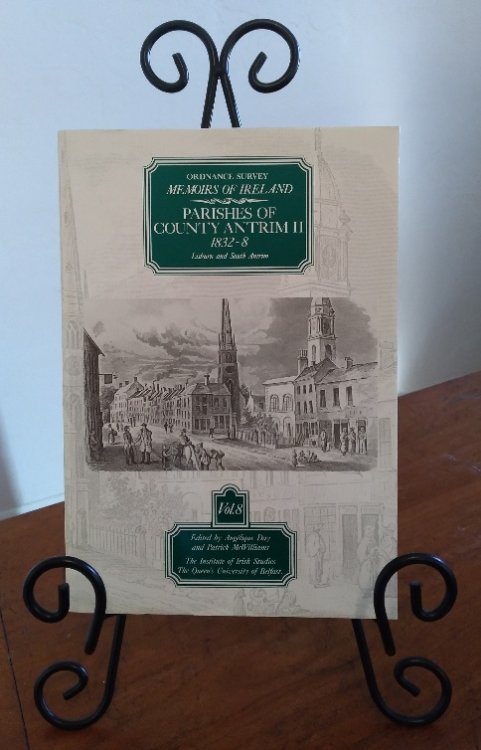 ORDNANCE SURVEY
MEMOIRS OF IRELAND
PARISHES OF
COUNTY ANTRIM II
1832-8
Lisburn and South Antrim
Vol.8
Edited by Angélique Day
and Patrick McWilliams
The Institute of Irish Studies
The Queen's University of Belfast.